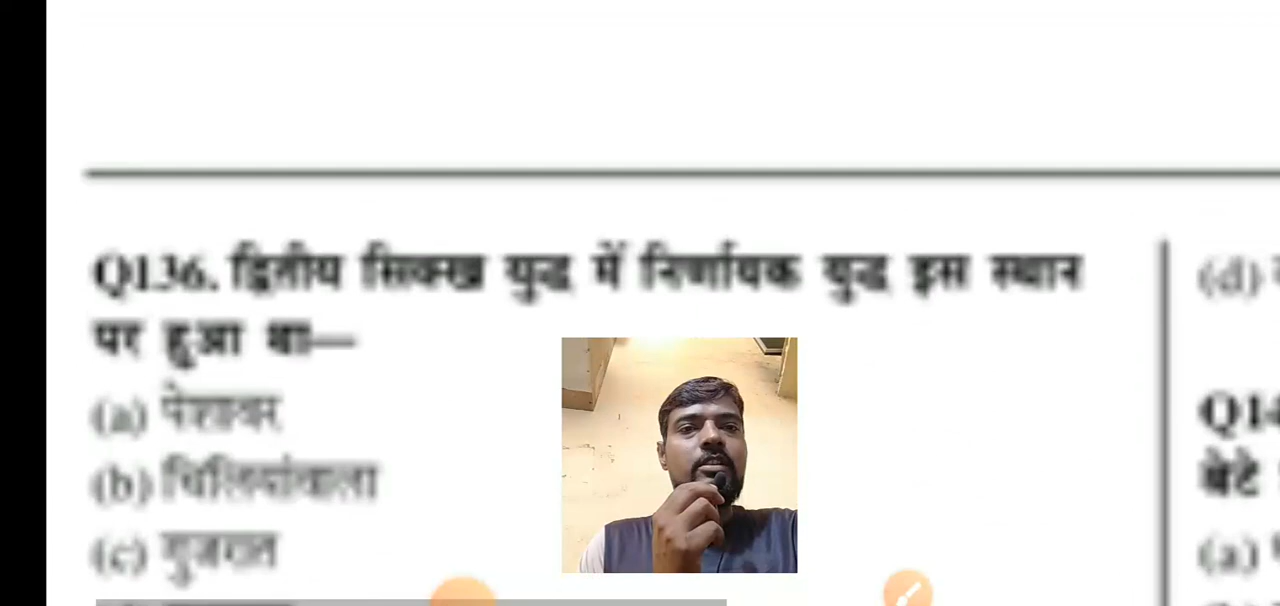 Q136. द्वितीय सिक्ख युद्ध में निर्णायक युद्ध इस स्थान
पर हुआ था—
(a) पेशावर
(b) चिलियांवाला
(c) गुजरात
(d)
बेटे
(a)